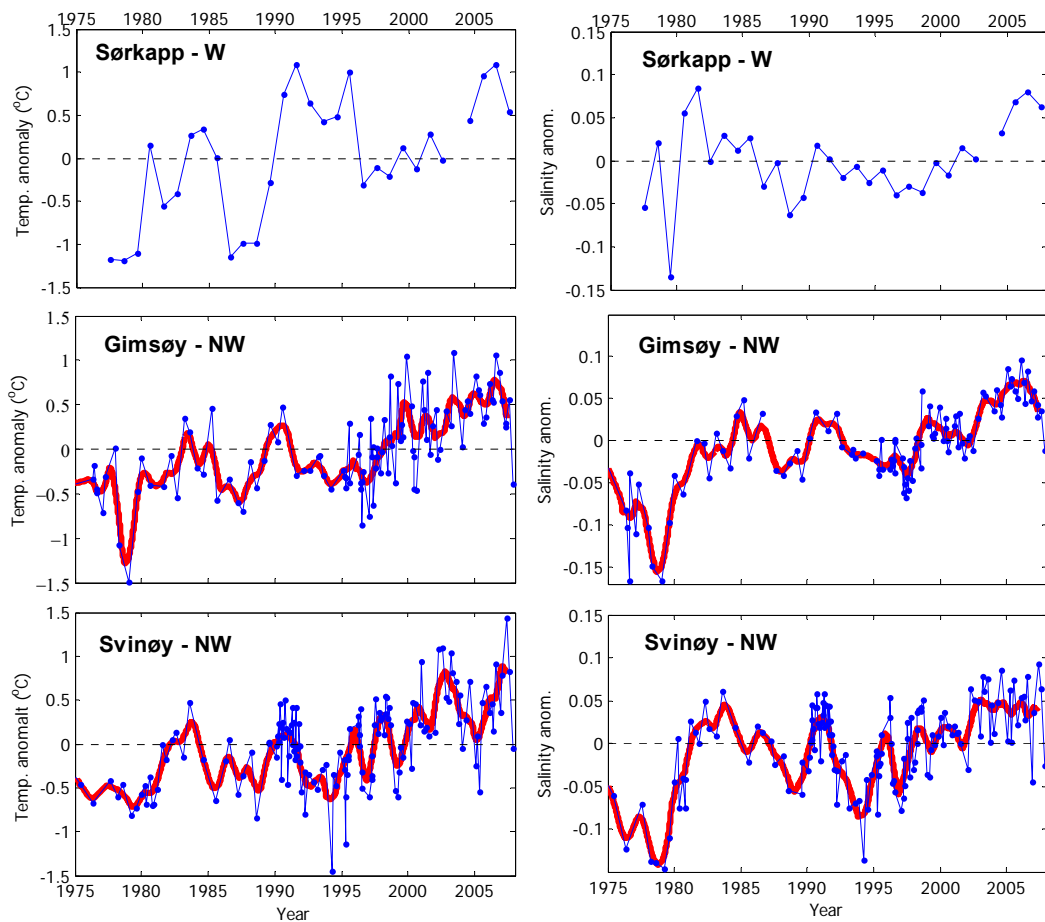 1975 1980 1985 1990 1995 2000 2005
1.5
1
0.5
0
-0.5
-1
-1.5
Temp. anomaly (°C)
Sørkapp - W
1975 1980 1985 1990 1995 2000 2005
0.15
0.1
0.05
0
-0.05
-0.1
-0.15
Salinity anom.
Sørkapp - W
1.5
1
0.5
0
−0.5
−1
−1.5
Temp. anomaly (°C)
Gimsøy - NW
0.1
0.05
0
-0.05
-0.1
-0.15
Salinity anom.
Gimsøy - NW
1.5
1
0.5
0
-0.5
-1
-1.5
Temp. anomalt (°C)
Svinøy - NW
1975 1980 1985 1990 1995 2000 2005
Year
0.15
0.1
0.05
0
-0.05
-0.1
Salinity anom.
Svinøy - NW
1975 1980 1985 1990 1995 2000 2005
Year